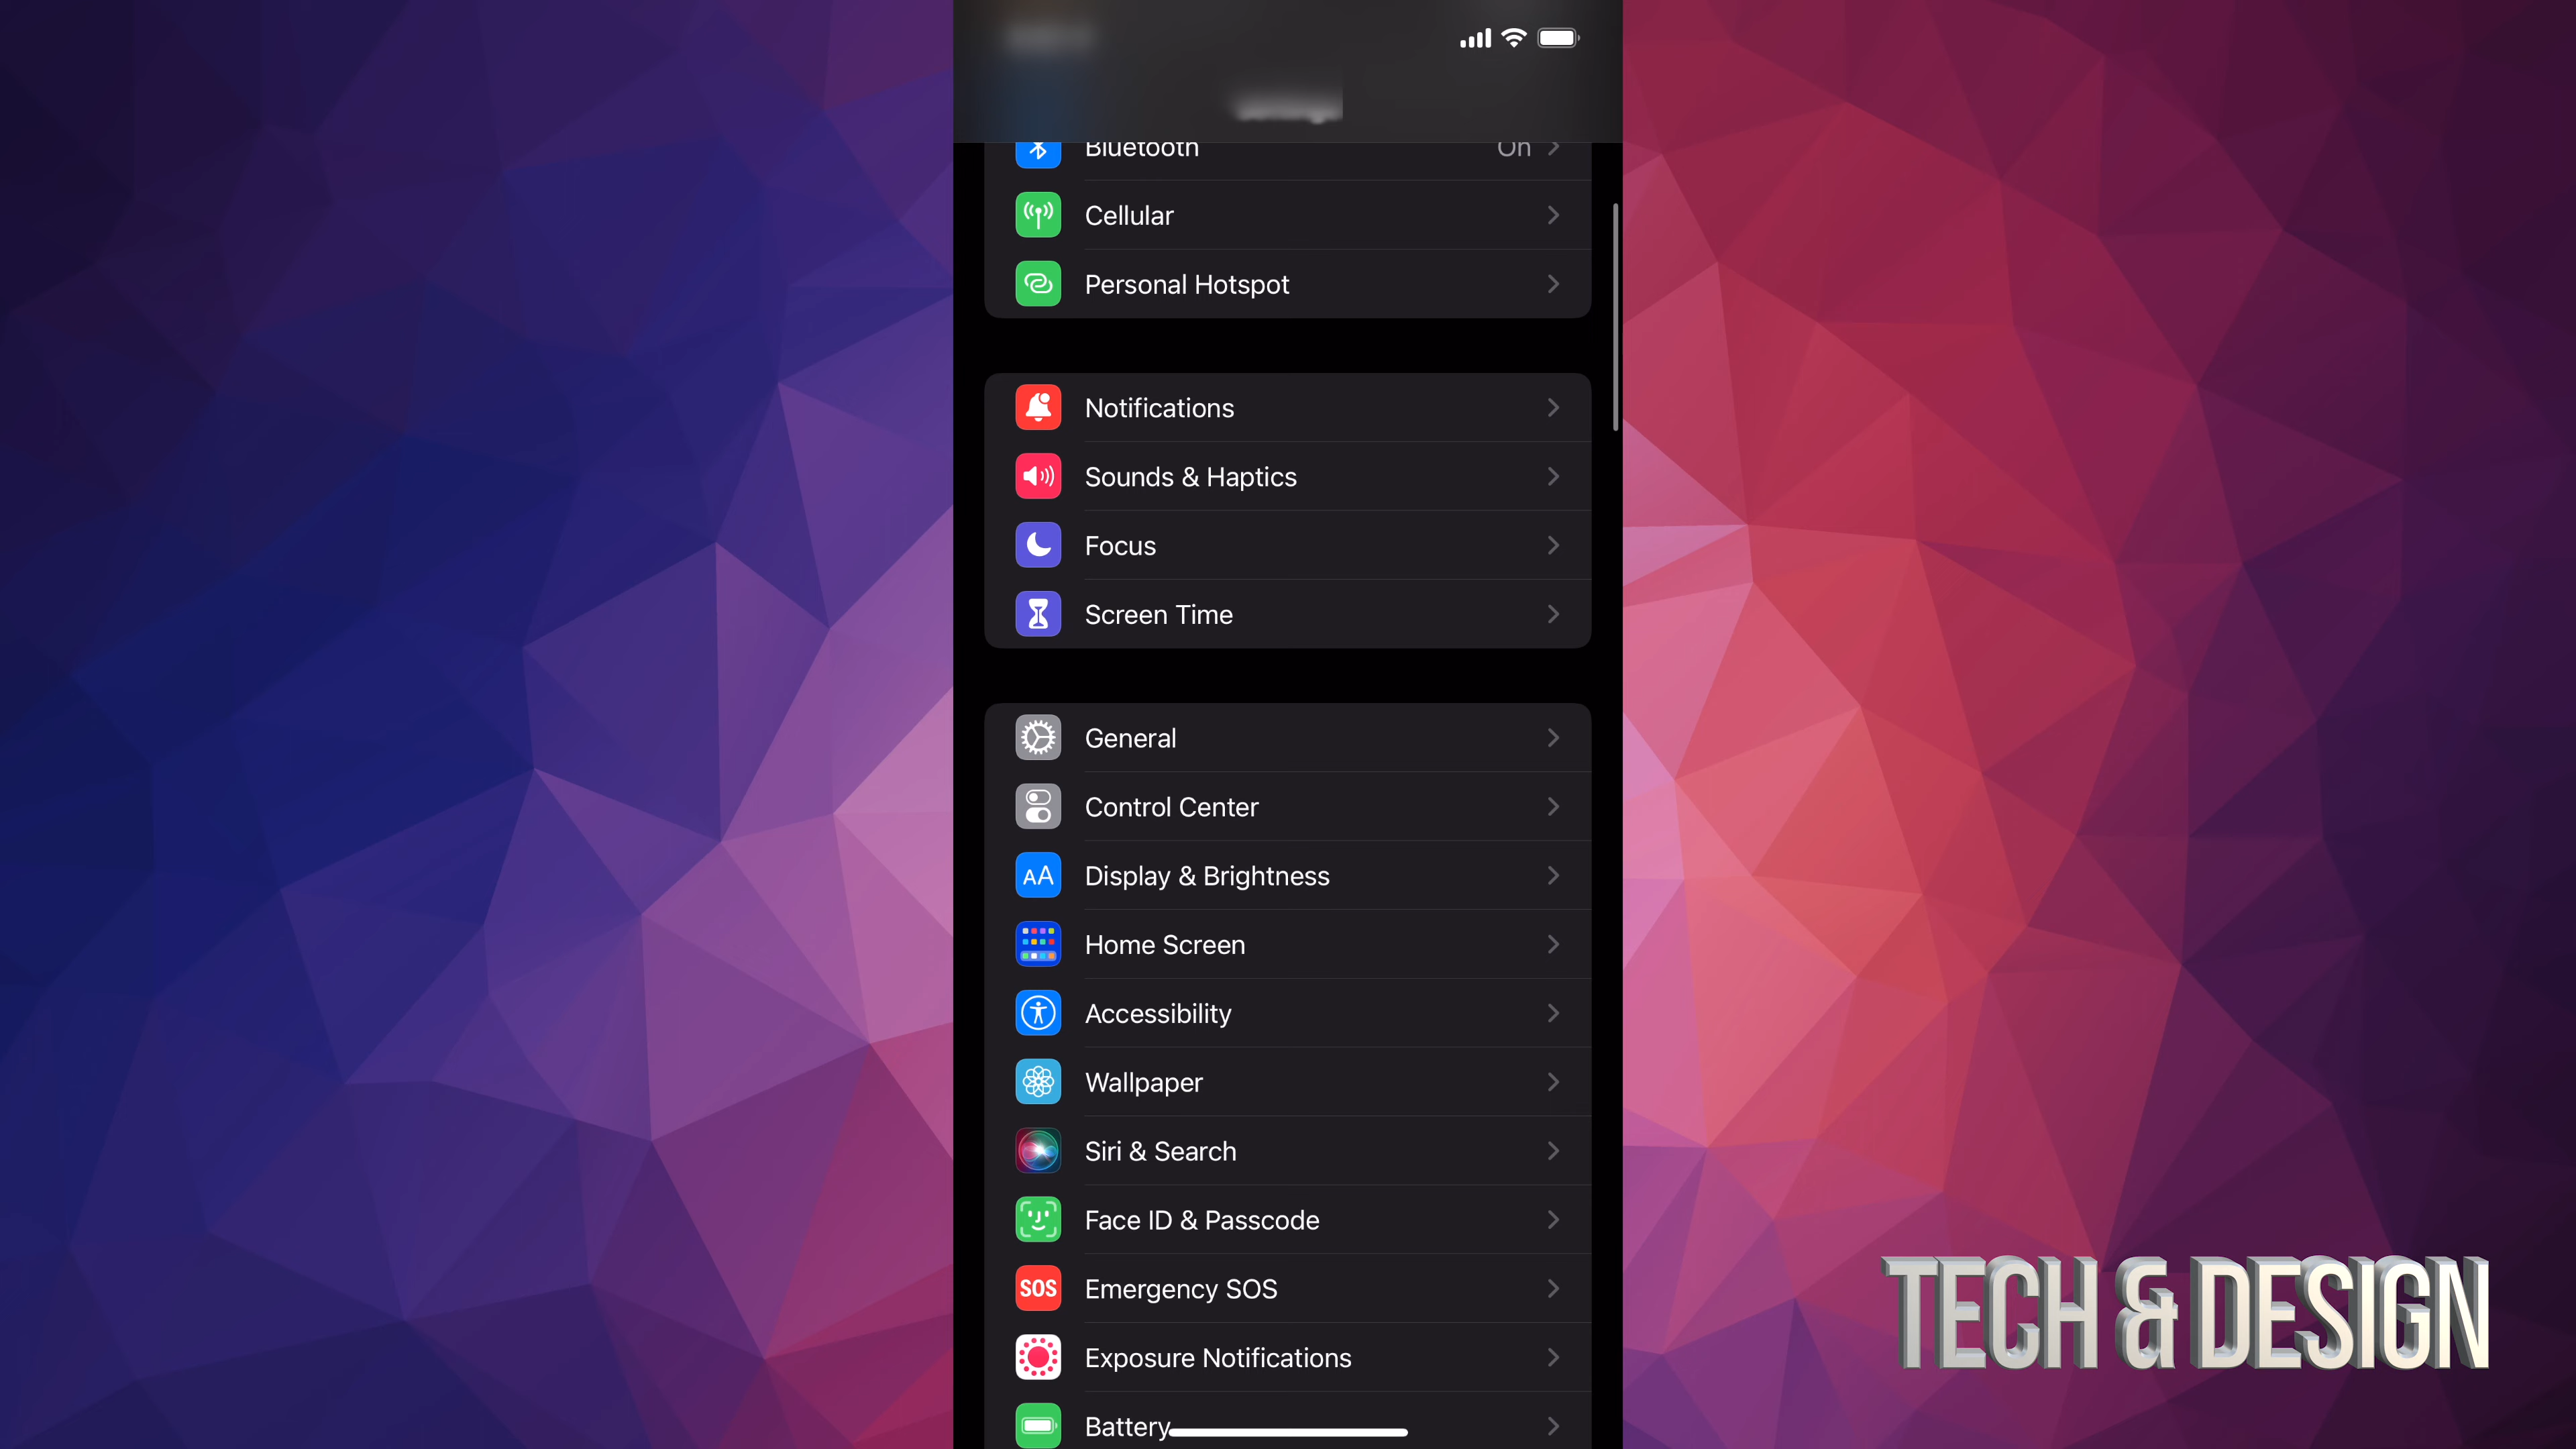 Bluetooth On
Cellular
Personal Hotspot
Notifications
Sounds & Haptics
Focus
Screen Time
General
Control Center
AA Display & Brightness
Home Screen
Accessibility
Wallpaper
Siri & Search
Face ID & Passcode
SOS Emergency SOS
Exposure Notifications
Battery
TECH & DESIGN